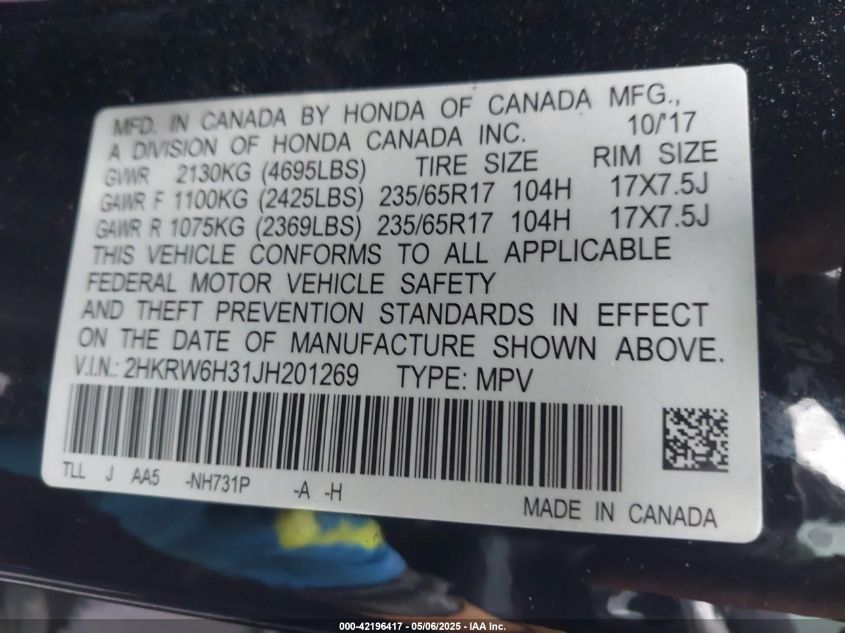 MFD. IN CANADA BY HONDA OF CANADA MFG.,
A DIVISION OF HONDA CANADA INC. 10/'17
GVWR 2130KG (4695LBS) TIRE SIZE RIM SIZE
GAWR F 1100KG (2425LBS) 235/65R17 104H 17X7.5J
GAWR R 1075KG (2369LBS) 235/65R17 104H 17X7.5J
THIS VEHICLE CONFORMS TO ALL APPLICABLE
FEDERAL MOTOR VEHICLE SAFETY
AND THEFT PREVENTION STANDARDS IN EFFECT
ON THE DATE OF MANUFACTURE SHOWN ABOVE.
V.I.N.: 2HKRW6H31JH201269 TYPE: MPV
TLL J AA5 -NH731P -A -H
MADE IN CANADA
000-42196417 - 05/06/2025 - IAA Inc.